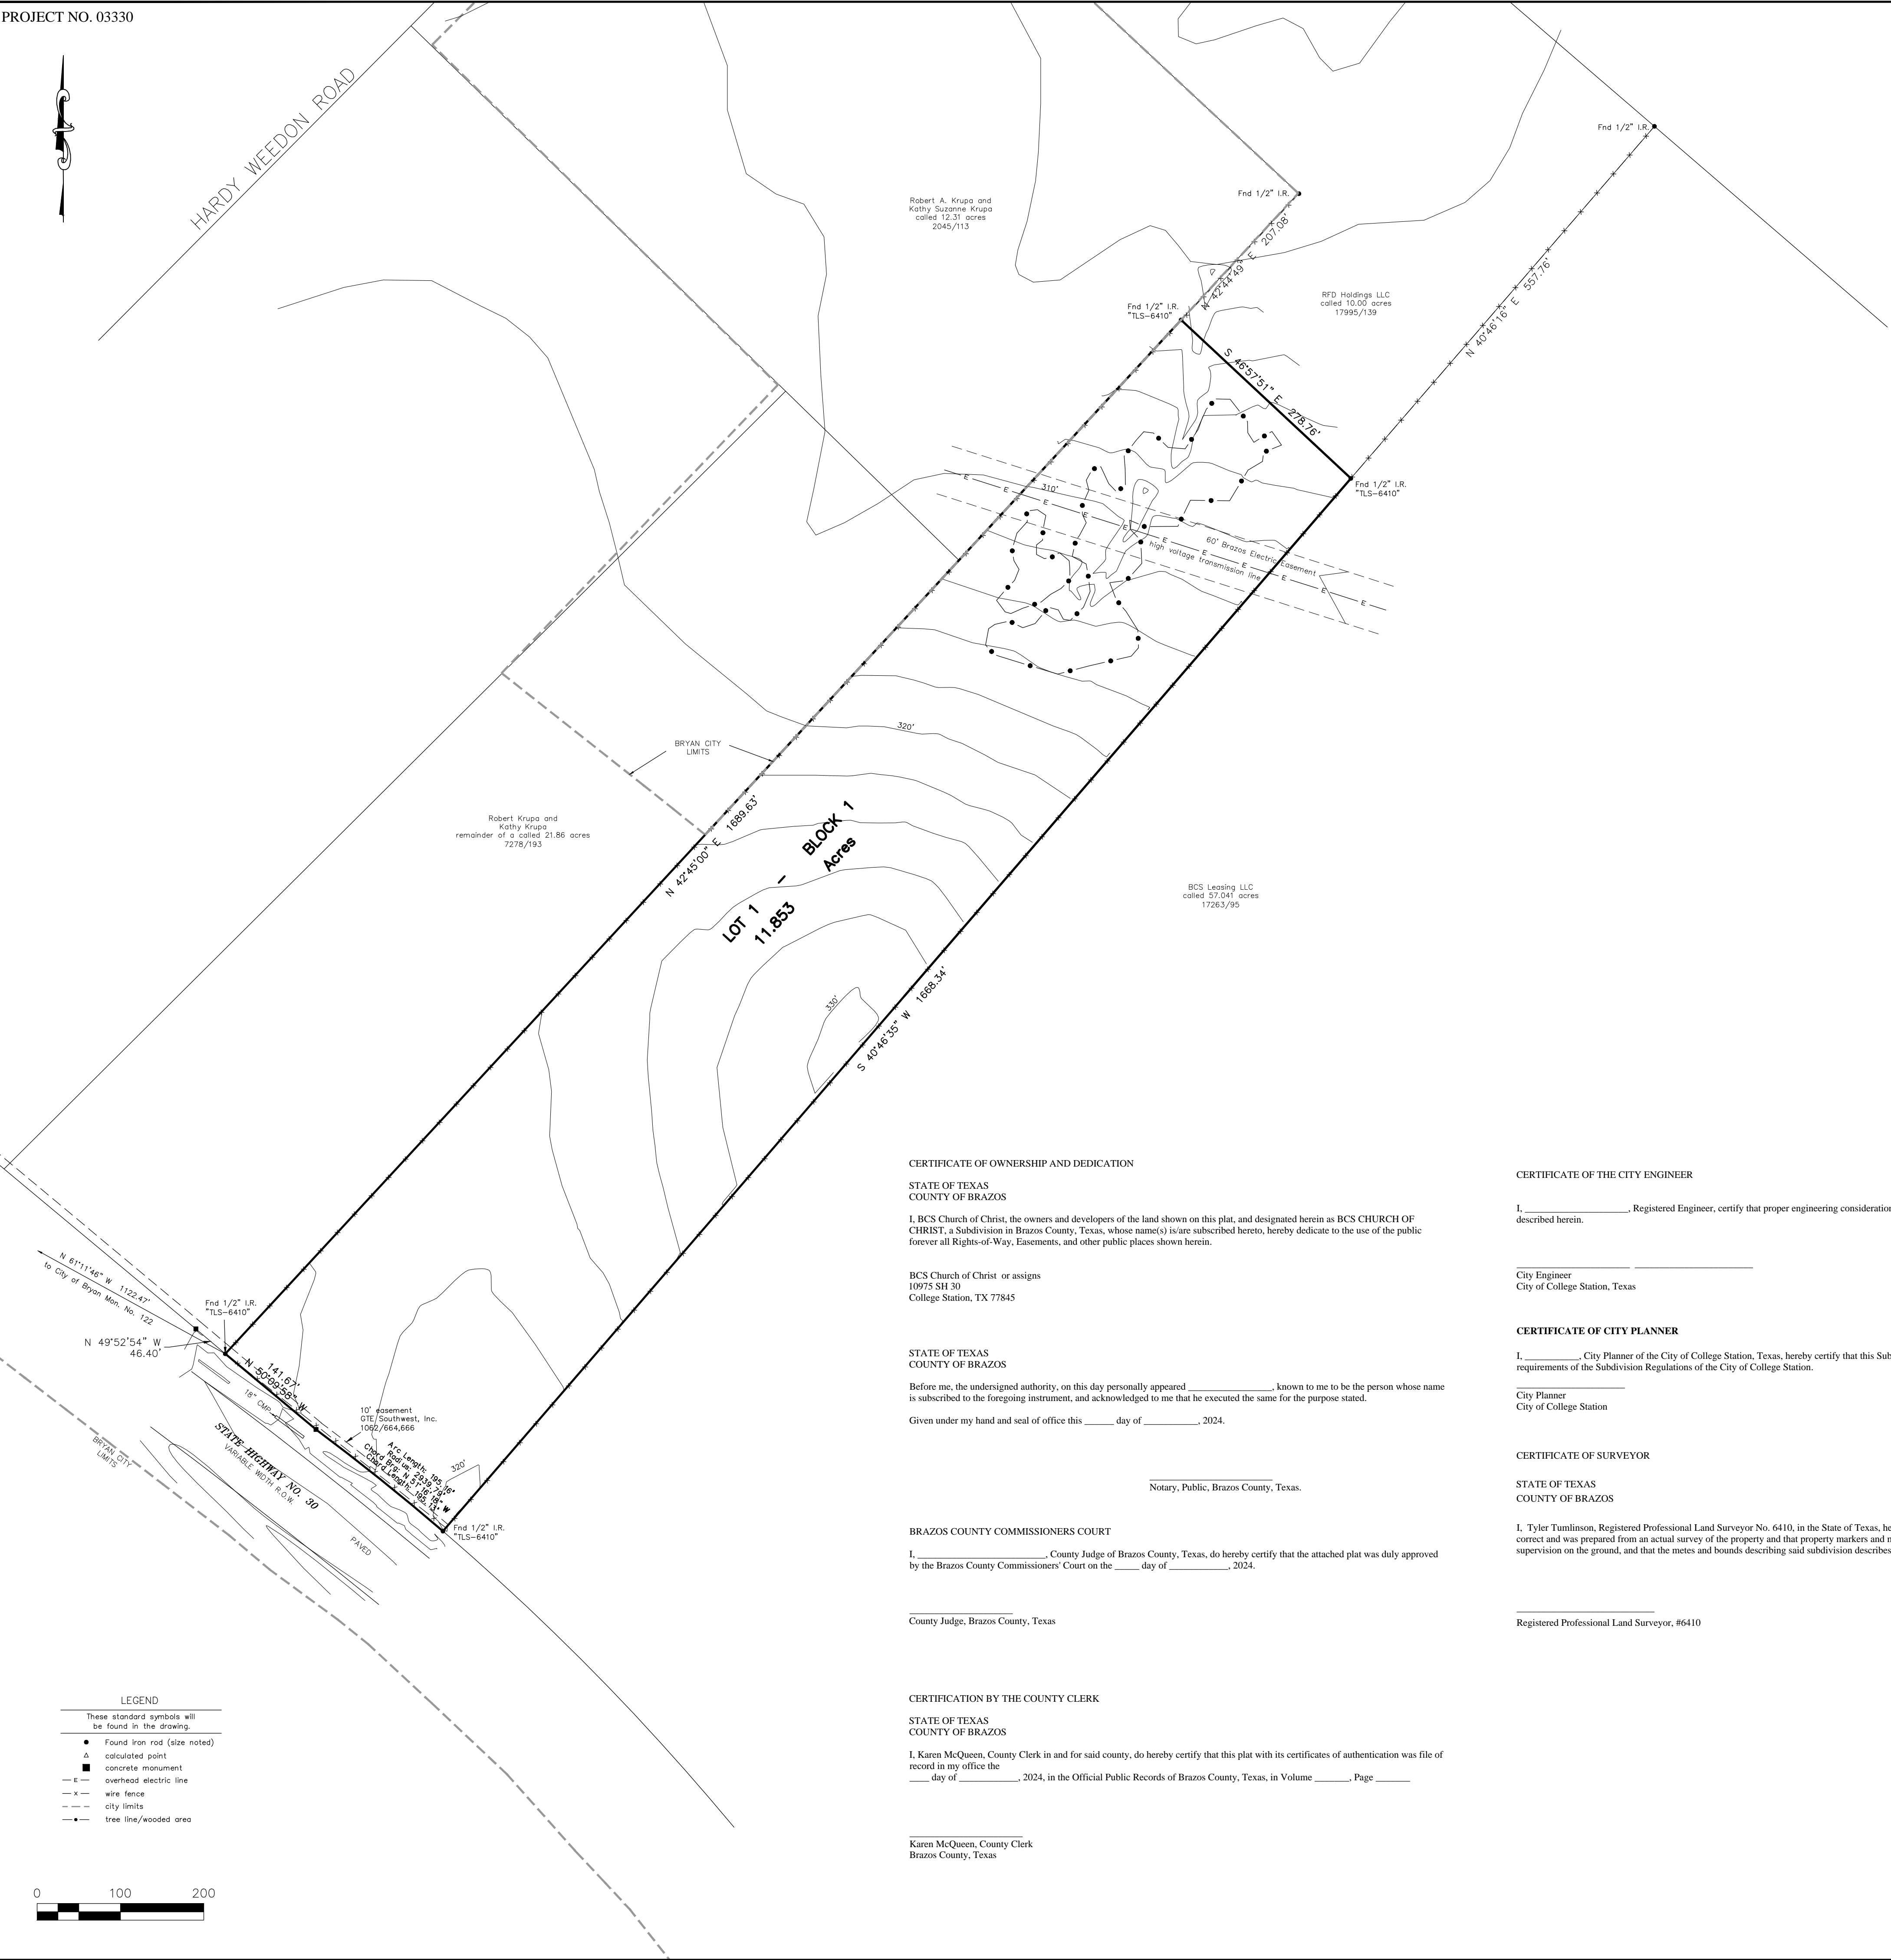 PROJECT NO. 03330
HARDY WEEDON ROAD
Fnd 1/2" I.R.
Fnd 1/2" I.R.
Robert A. Krupa and
Kathy Suzanne Krupa
called 12.31 acres
2045/113
N 42°44'49" E 207.08'
RFD Holdings LLC
called 10.00 acres
17995/139
Fnd 1/2" I.R.
"TLS-6410"
N 40°46'16" E 557.76'
S 46°57'51" E 278.76'
Fnd 1/2" I.R.
"TLS-6410"
310'
E E E E E E E E E E
60' Brazos Electric Easement
high voltage transmission line
320'
BRYAN CITY
LIMITS
Robert Krupa and
Kathy Krupa
remainder of a called 21.86 acres
7278/193
N 42°45'00" E 1689.63'
LOT 1 - BLOCK 1
11.853 Acres
BCS Leasing LLC
called 57.041 acres
17263/95
330'
S 40°46'35" W 1668.34'
N 61°11'46" W 1122.47'
to City of Bryan Mon. No. 122
Fnd 1/2" I.R.
"TLS-6410"
N 49°52'54" W
46.40'
141.67'
N 50°09'58" W
18" CMP
10' easement
GTE Southwest, Inc.
1062/664,666
Arc Length: 195.16'
Radius: 2939.79'
Chord Brg: N 51°16'18" W
Chord Length: 195.13'
320'
STATE HIGHWAY NO. 30
VARIABLE WIDTH R.O.W.
BRYAN CITY
LIMITS
PAVED
Fnd 1/2" I.R.
"TLS-6410"
LEGEND
These standard symbols will
be found in the drawing.
Found iron rod (size noted)
calculated point
concrete monument
E overhead electric line
x wire fence
city limits
tree line/wooded area
0 100 200
CERTIFICATE OF OWNERSHIP AND DEDICATION
STATE OF TEXAS
COUNTY OF BRAZOS
I, BCS Church of Christ, the owners and developers of the land shown on this plat, and designated herein as BCS CHURCH OF
CHRIST, a Subdivision in Brazos County, Texas, whose name(s) is/are subscribed hereto, hereby dedicate to the use of the public
forever all Rights-of-Way, Easements, and other public places shown herein.
BCS Church of Christ or assigns
10975 SH 30
College Station, TX 77845
STATE OF TEXAS
COUNTY OF BRAZOS
Before me, the undersigned authority, on this day personally appeared _________________, known to me to be the person whose name
is subscribed to the foregoing instrument, and acknowledged to me that he executed the same for the purpose stated.
Given under my hand and seal of office this ______ day of ___________, 2024.
_________________________
Notary, Public, Brazos County, Texas.
BRAZOS COUNTY COMMISSIONERS COURT
I, __________________________, County Judge of Brazos County, Texas, do hereby certify that the attached plat was duly approved
by the Brazos County Commissioners' Court on the _____ day of ____________, 2024.
_____________________
County Judge, Brazos County, Texas
CERTIFICATION BY THE COUNTY CLERK
STATE OF TEXAS
COUNTY OF BRAZOS
I, Karen McQueen, County Clerk in and for said county, do hereby certify that this plat with its certificates of authentication was file of
record in my office the
____ day of ____________, 2024, in the Official Public Records of Brazos County, Texas, in Volume _______, Page _______
_______________________
Karen McQueen, County Clerk
Brazos County, Texas
CERTIFICATE OF THE CITY ENGINEER
I, _____________________, Registered Engineer, certify that proper engineering consideration
described herein.
_______________________ ________________________
City Engineer
City of College Station, Texas
CERTIFICATE OF CITY PLANNER
I, ___________, City Planner of the City of College Station, Texas, hereby certify that this Sub
requirements of the Subdivision Regulations of the City of College Station.
______________________
City Planner
City of College Station
CERTIFICATE OF SURVEYOR
STATE OF TEXAS
COUNTY OF BRAZOS
I, Tyler Tumlinson, Registered Professional Land Surveyor No. 6410, in the State of Texas, he
correct and was prepared from an actual survey of the property and that property markers and m
supervision on the ground, and that the metes and bounds describing said subdivision describes
____________________________
Registered Professional Land Surveyor, #6410